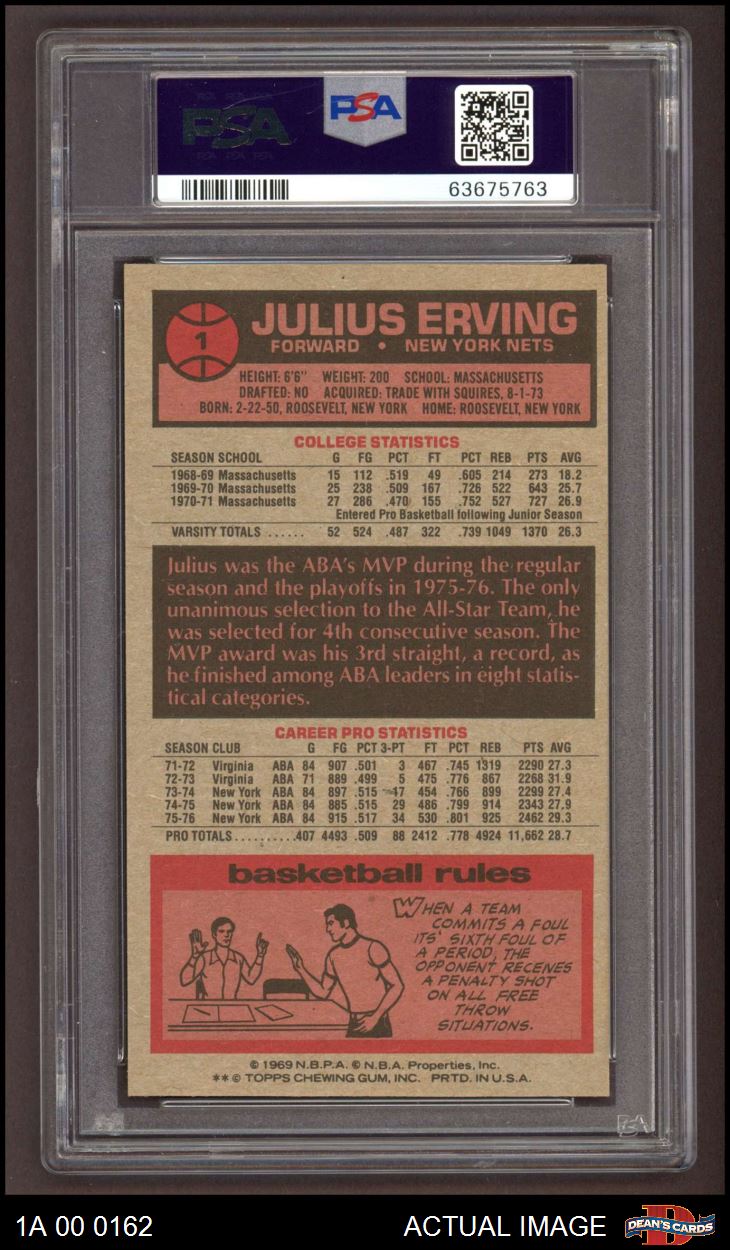 PSA
PSA
63675763
1
JULIUS ERVING
FORWARD • NEW YORK NETS
HEIGHT: 6'6" WEIGHT: 200 SCHOOL: MASSACHUSETTS
DRAFTED: NO ACQUIRED: TRADE WITH SQUIRES, 8-1-73
BORN: 2-22-50, ROOSEVELT, NEW YORK HOME: ROOSEVELT, NEW YORK
COLLEGE STATISTICS
SEASON SCHOOL G FG PCT FT PCT REB PTS AVG
1968-69 Massachusetts 15 112 .519 49 .605 214 273 18.2
1969-70 Massachusetts 25 238 .509 167 .726 522 643 25.7
1970-71 Massachusetts 27 286 .470 155 .752 527 727 26.9
Entered Pro Basketball following Junior Season
VARSITY TOTALS ...... 52 524 .487 322 .739 1049 1370 26.3
Julius was the ABA's MVP during the regular
season and the playoffs in 1975-76. The only
unanimous selection to the All-Star Team, he
was selected for 4th consecutive season. The
MVP award was his 3rd straight, a record, as
he finished among ABA leaders in eight statis-
tical categories.
CAREER PRO STATISTICS
SEASON CLUB G FG PCT 3-PT FT PCT REB PTS AVG
71-72 Virginia ABA 84 907 .501 3 467 .745 1319 2290 27.3
72-73 Virginia ABA 71 889 .499 5 475 .776 867 2268 31.9
73-74 New York ABA 84 897 .515 17 454 .766 899 2299 27.4
74-75 New York ABA 84 885 .515 29 486 .799 914 2343 27.9
75-76 New York ABA 84 915 .517 34 530 .801 925 2462 29.3
PRO TOTALS..........407 4493 .509 88 2412 .778 4924 11,662 28.7
basketball rules
WHEN A TEAM
COMMITS A FOUL
ITS' SIXTH FOUL OF
A PERIOD, THE
OPPONENT RECEIVES
A PENALTY SHOT
ON ALL FREE
THROW
SITUATIONS.
© 1969 N.B.P.A. © N.B.A. Properties, Inc.
**© TOPPS CHEWING GUM, INC. PRTD. IN U.S.A.
PSA
1A 00 0162
ACTUAL IMAGE
DEAN'S CARDS